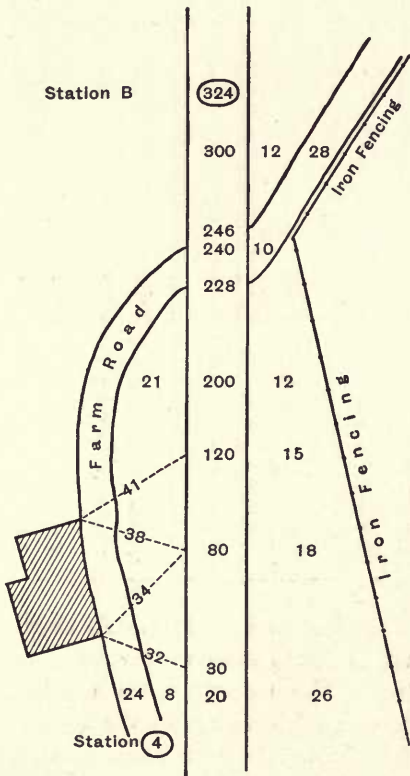 Station B 324
300 12 28
Iron Fencing
246
240 10
228
Farm Road
21 200 12
Iron Fencing
120 15
41
38
80 18
34
32
30
24 8 20 26
Station 4